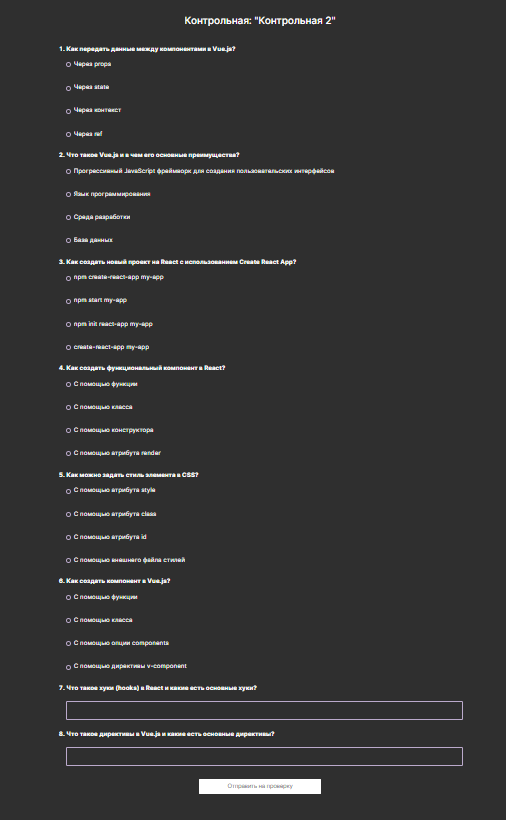 Контрольная: "Контрольная 2"
1. Как передать данные между компонентами в Vue.js?
Через props
Через state
Через контекст
Через ref
2. Что такое Vue.js и в чем его основные преимущества?
Прогрессивный JavaScript фреймворк для создания пользовательских интерфейсов
Язык программирования
Среда разработки
База данных
3. Как создать новый проект на React с использованием Create React App?
npm create-react-app my-app
npm start my-app
npm init react-app my-app
create-react-app my-app
4. Как создать функциональный компонент в React?
С помощью функции
С помощью класса
С помощью конструктора
С помощью атрибута render
5. Как можно задать стиль элемента в CSS?
С помощью атрибута style
С помощью атрибута class
С помощью атрибута id
С помощью внешнего файла стилей
6. Как создать компонент в Vue.js?
С помощью функции
С помощью класса
С помощью опции components
С помощью директивы v-component
7. Что такое хуки (hooks) в React и какие есть основные хуки?
8. Что такое директивы в Vue.js и какие есть основные директивы?
Отправить на проверку